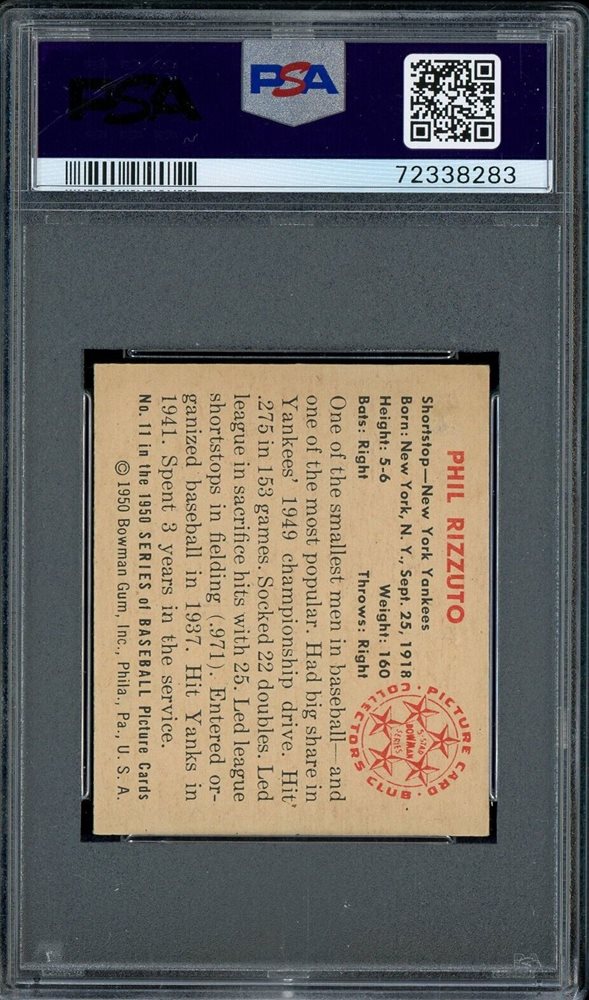 PSA
PSA
72338283
PHIL RIZZUTO
Shortstop—New York Yankees
Born: New York, N. Y., Sept. 25, 1918
Height: 5-6 Weight: 160
Bats: Right Throws: Right
PICTURE CARD
COLLECTORS CLUB
5-STAR
BOWMAN
SERIES
One of the smallest men in baseball—and
one of the most popular. Had big share in
Yankees' 1949 championship drive. Hit
.275 in 153 games. Socked 22 doubles. Led
league in sacrifice hits with 25. Led league
shortstops in fielding (.971). Entered or-
ganized baseball in 1937. Hit Yanks in
1941. Spent 3 years in the service.
No. 11 in the 1950 SERIES of BASEBALL Picture Cards
© 1950 Bowman Gum, Inc., Phila., Pa., U. S. A.